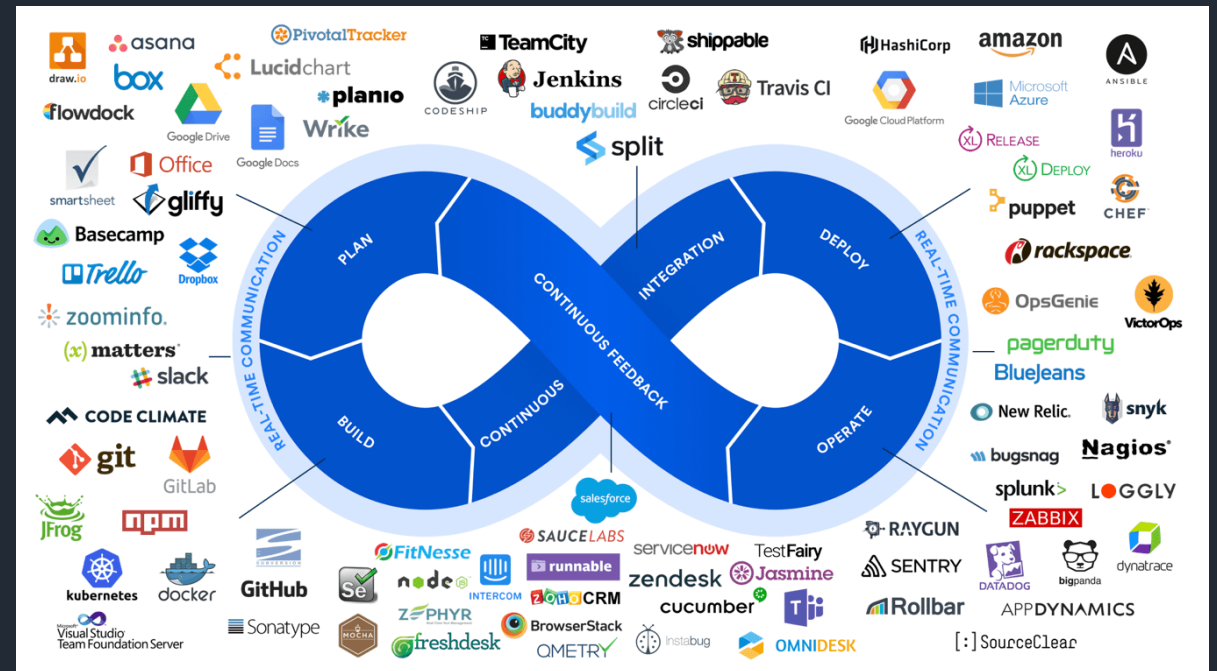 draw.io
asana
PivotalTracker
box
Lucidchart
flowdock
Google Drive
planio
Google Docs
Wrike
smartsheet
Office
gliffy
Basecamp
Trello
Dropbox
TC
TeamCity
shippable
CODESHIP
Jenkins
circleci
Travis CI
buddybuild
split
HashiCorp
amazon
ANSIBLE
Google Cloud Platform
Microsoft
Azure
XL RELEASE
heroku
XL DEPLOY
puppet
CHEF
rackspace
REAL-TIME COMMUNICATION
PLAN
CONTINUOUS FEEDBACK
INTEGRATION
DEPLOY
REAL-TIME COMMUNICATION
BUILD
CONTINUOUS
OPERATE
zoominfo.
(x) matters
slack
OpsGenie
VictorOps
pagerduty
BlueJeans
CODE CLIMATE
git
GitLab
JFrog
npm
kubernetes
docker
SUBVERSION
GitHub
Microsoft
Visual Studio
Team Foundation Server
Sonatype
salesforce
FitNesse
SAUCELABS
servicenow
TestFairy
Se
node
JS
INTERCOM
runnable
zendesk
Jasmine
ZOHO CRM
cucumber
ZEPHYR
MOCHA
freshdesk
BrowserStack
QMETRY
Instabug
OMNIDESK
New Relic.
snyk
bugsnag
Nagios®
splunk>
LOGGLY
ZABBIX
RAYGUN
SENTRY
DATADOG
bigpanda
dynatrace
Rollbar
APPDYNAMICS
[:]SourceClear